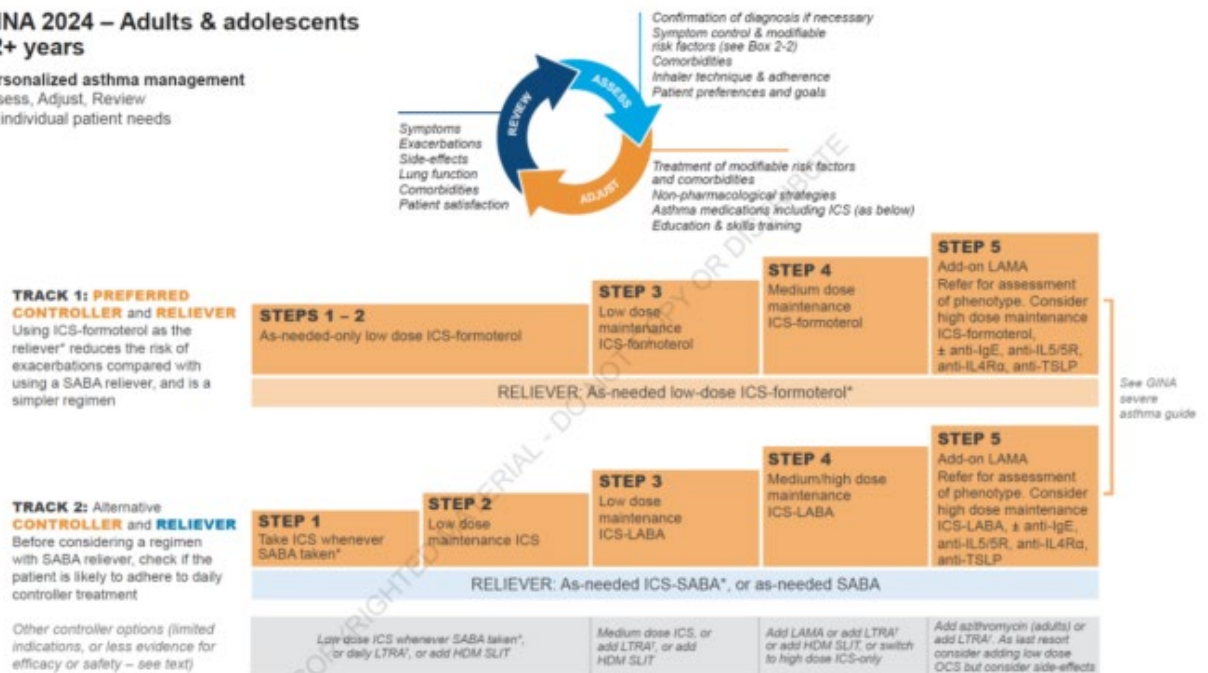 INA 2024 – Adults & adolescents
2+ years
rsonalized asthma management
sess, Adjust, Review
individual patient needs
Confirmation of diagnosis if necessary
Symptom control & modifiable
risk factors (see Box 2-2)
Comorbidities
Inhaler technique & adherence
Patient preferences and goals
REVIEW
ASSESS
ADJUST
Symptoms
Exacerbations
Side-effects
Lung function
Comorbidities
Patient satisfaction
Treatment of modifiable risk factors
and comorbidities
Non-pharmacological strategies
Asthma medications including ICS (as below)
Education & skills training
TRACK 1: PREFERRED
CONTROLLER and RELIEVER
Using ICS-formoterol as the
reliever* reduces the risk of
exacerbations compared with
using a SABA reliever, and is a
simpler regimen
STEPS 1 – 2
As-needed-only low dose ICS-formoterol
STEP 3
Low dose
maintenance
ICS-formoterol
STEP 4
Medium dose
maintenance
ICS-formoterol
STEP 5
Add-on LAMA
Refer for assessment
of phenotype. Consider
high dose maintenance
ICS-formoterol,
± anti-IgE, anti-IL5/5R,
anti-IL4Rα, anti-TSLP
RELIEVER: As-needed low-dose ICS-formoterol*
See GINA
severe
asthma guide
TRACK 2: Alternative
CONTROLLER and RELIEVER
Before considering a regimen
with SABA reliever, check if the
patient is likely to adhere to daily
controller treatment
STEP 1
Take ICS whenever
SABA taken*
STEP 2
Low dose
maintenance ICS
STEP 3
Low dose
maintenance
ICS-LABA
STEP 4
Medium/high dose
maintenance
ICS-LABA
STEP 5
Add-on LAMA
Refer for assessment
of phenotype. Consider
high dose maintenance
ICS-LABA, ± anti-IgE,
anti-IL5/5R, anti-IL4Rα,
anti-TSLP
RELIEVER: As-needed ICS-SABA*, or as-needed SABA
Other controller options (limited
indications, or less evidence for
efficacy or safety – see text)
Low dose ICS whenever SABA taken*,
or daily LTRA†, or add HDM SLIT
Medium dose ICS, or
add LTRA†, or add
HDM SLIT
Add LAMA or add LTRA†
or add HDM SLIT, or switch
to high dose ICS-only
Add azithromycin (adults) or
add LTRA†. As last resort
consider adding low dose
OCS but consider side-effects
COPYRIGHTED MATERIAL - DO NOT COPY OR DISTRIBUTE